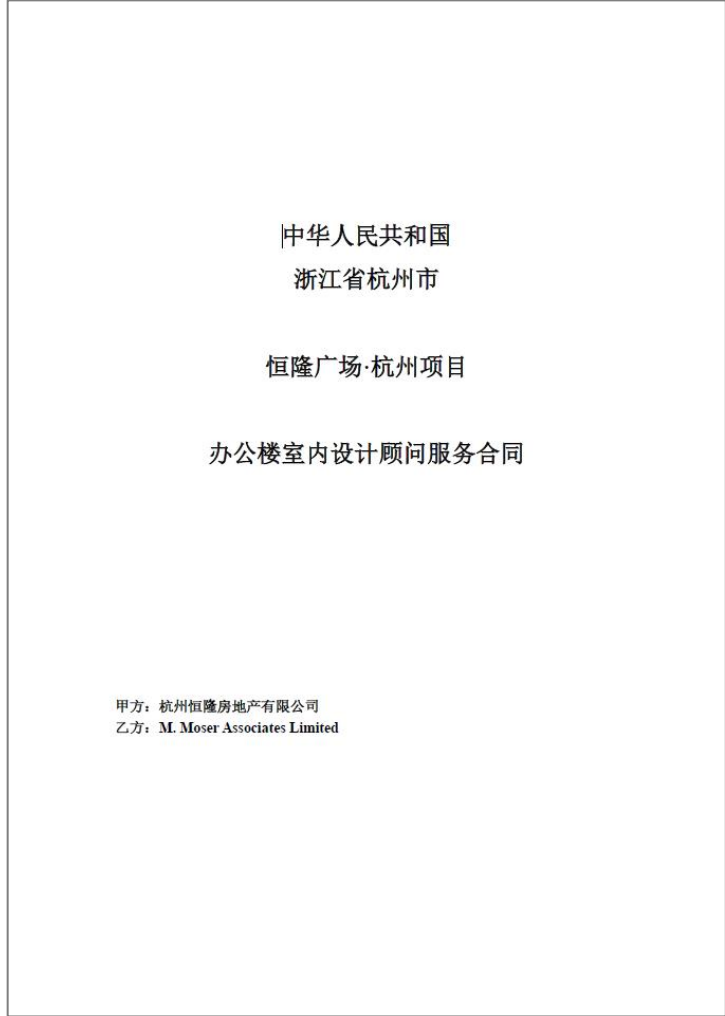 中华人民共和国
浙江省杭州市
恒隆广场·杭州项目
办公楼室内设计顾问服务合同
甲方：杭州恒隆房地产有限公司
乙方：M. Moser Associates Limited